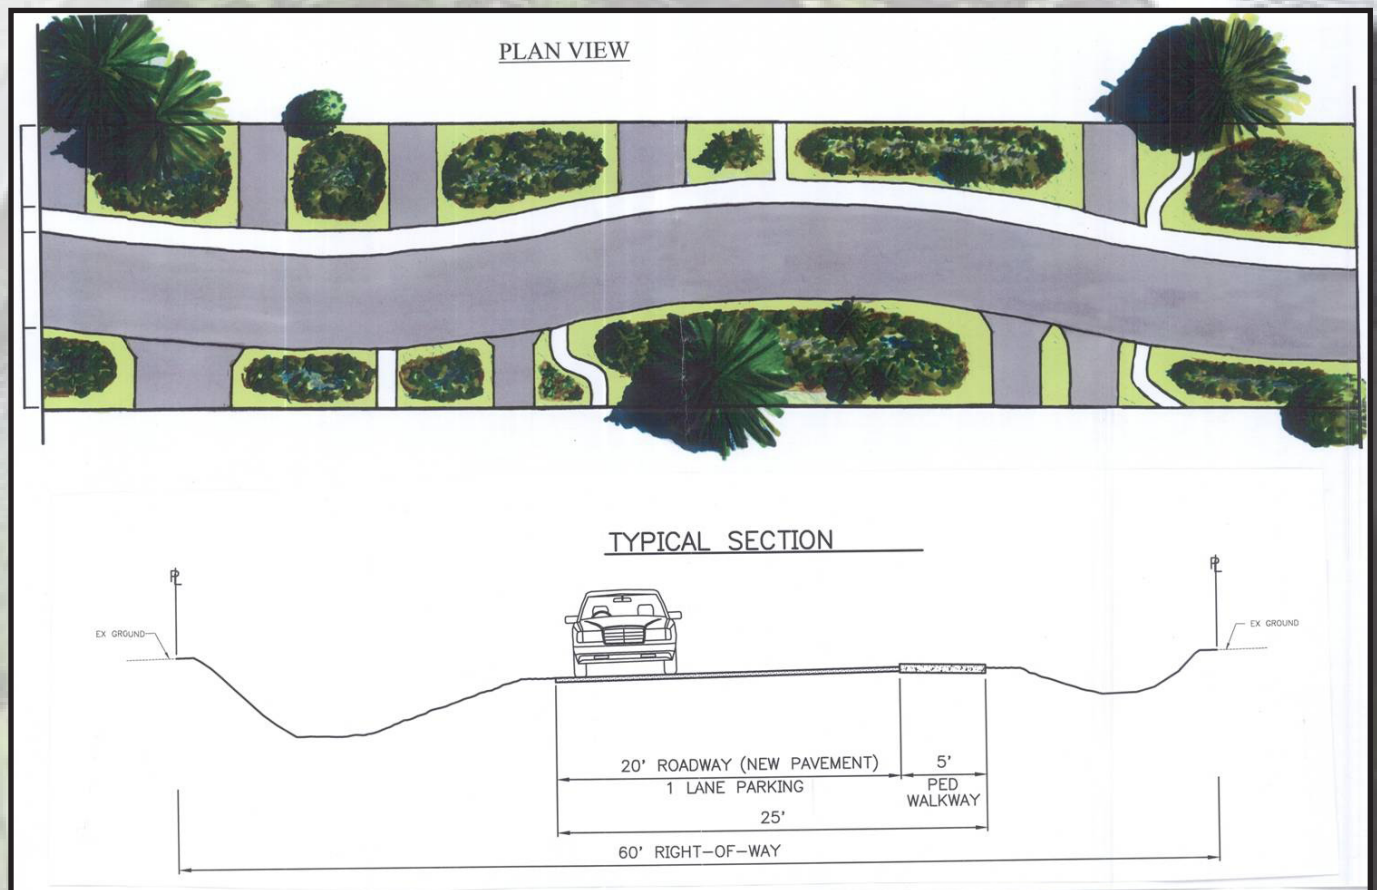 PLAN VIEW
TYPICAL SECTION
PL
PL
EX GROUND
EX GROUND
20' ROADWAY (NEW PAVEMENT)
5'
1 LANE PARKING
PED
WALKWAY
25'
60' RIGHT-OF-WAY